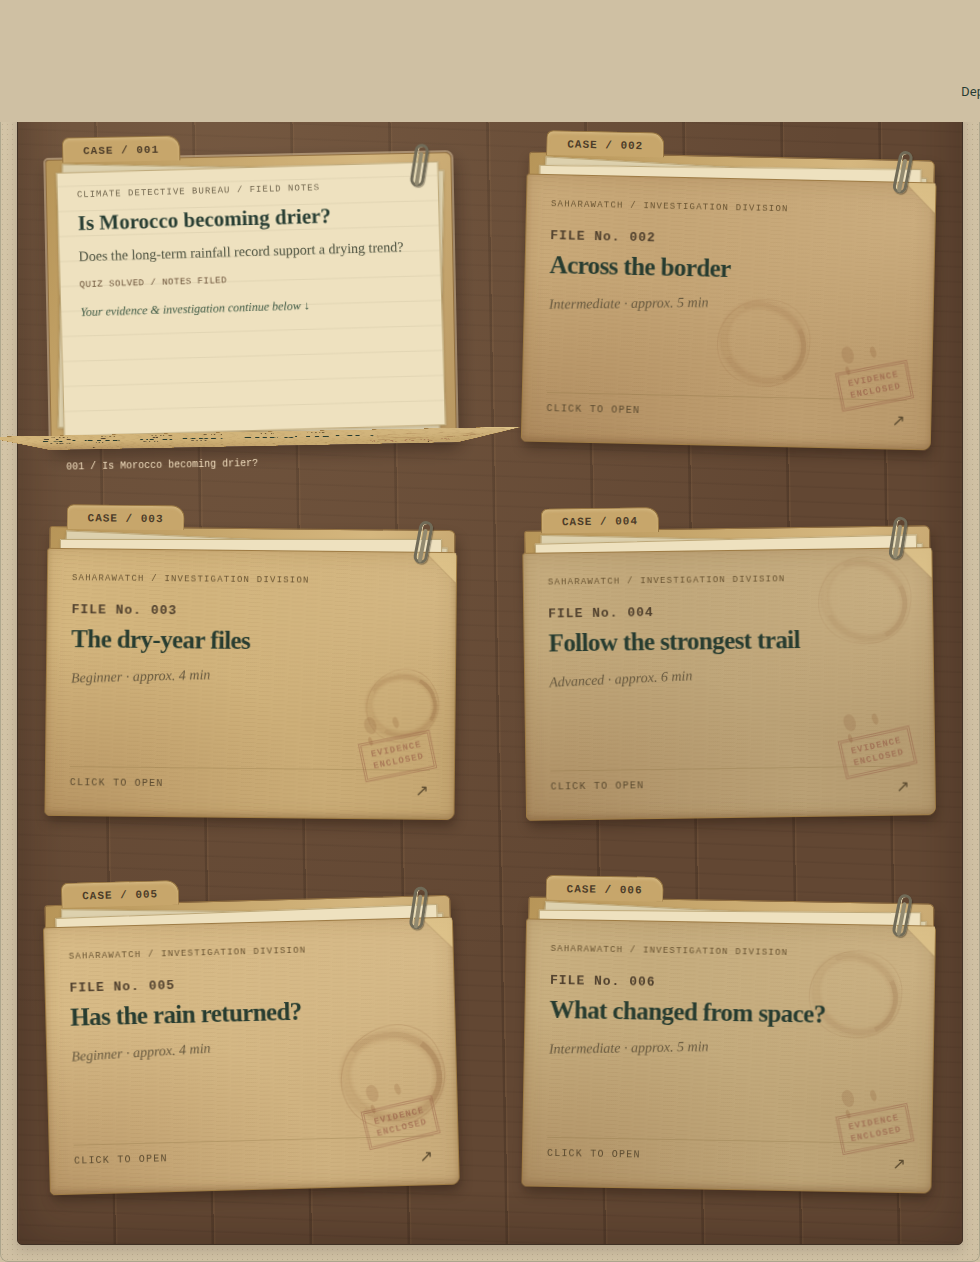 Dep
CASE / 001
CLIMATE DETECTIVE BUREAU / FIELD NOTES
Is Morocco becoming drier?
Does the long-term rainfall record support a drying trend?
QUIZ SOLVED / NOTES FILED
Your evidence & investigation continue below ↓
001 / Is Morocco becoming drier?
CASE / 002
SAHARAWATCH / INVESTIGATION DIVISION
FILE No. 002
Across the border
Intermediate · approx. 5 min
EVIDENCE
ENCLOSED
CLICK TO OPEN
↗
CASE / 003
SAHARAWATCH / INVESTIGATION DIVISION
FILE No. 003
The dry-year files
Beginner · approx. 4 min
EVIDENCE
ENCLOSED
CLICK TO OPEN
↗
CASE / 004
SAHARAWATCH / INVESTIGATION DIVISION
FILE No. 004
Follow the strongest trail
Advanced · approx. 6 min
EVIDENCE
ENCLOSED
CLICK TO OPEN
↗
CASE / 005
SAHARAWATCH / INVESTIGATION DIVISION
FILE No. 005
Has the rain returned?
Beginner · approx. 4 min
EVIDENCE
ENCLOSED
CLICK TO OPEN
↗
CASE / 006
SAHARAWATCH / INVESTIGATION DIVISION
FILE No. 006
What changed from space?
Intermediate · approx. 5 min
EVIDENCE
ENCLOSED
CLICK TO OPEN
↗